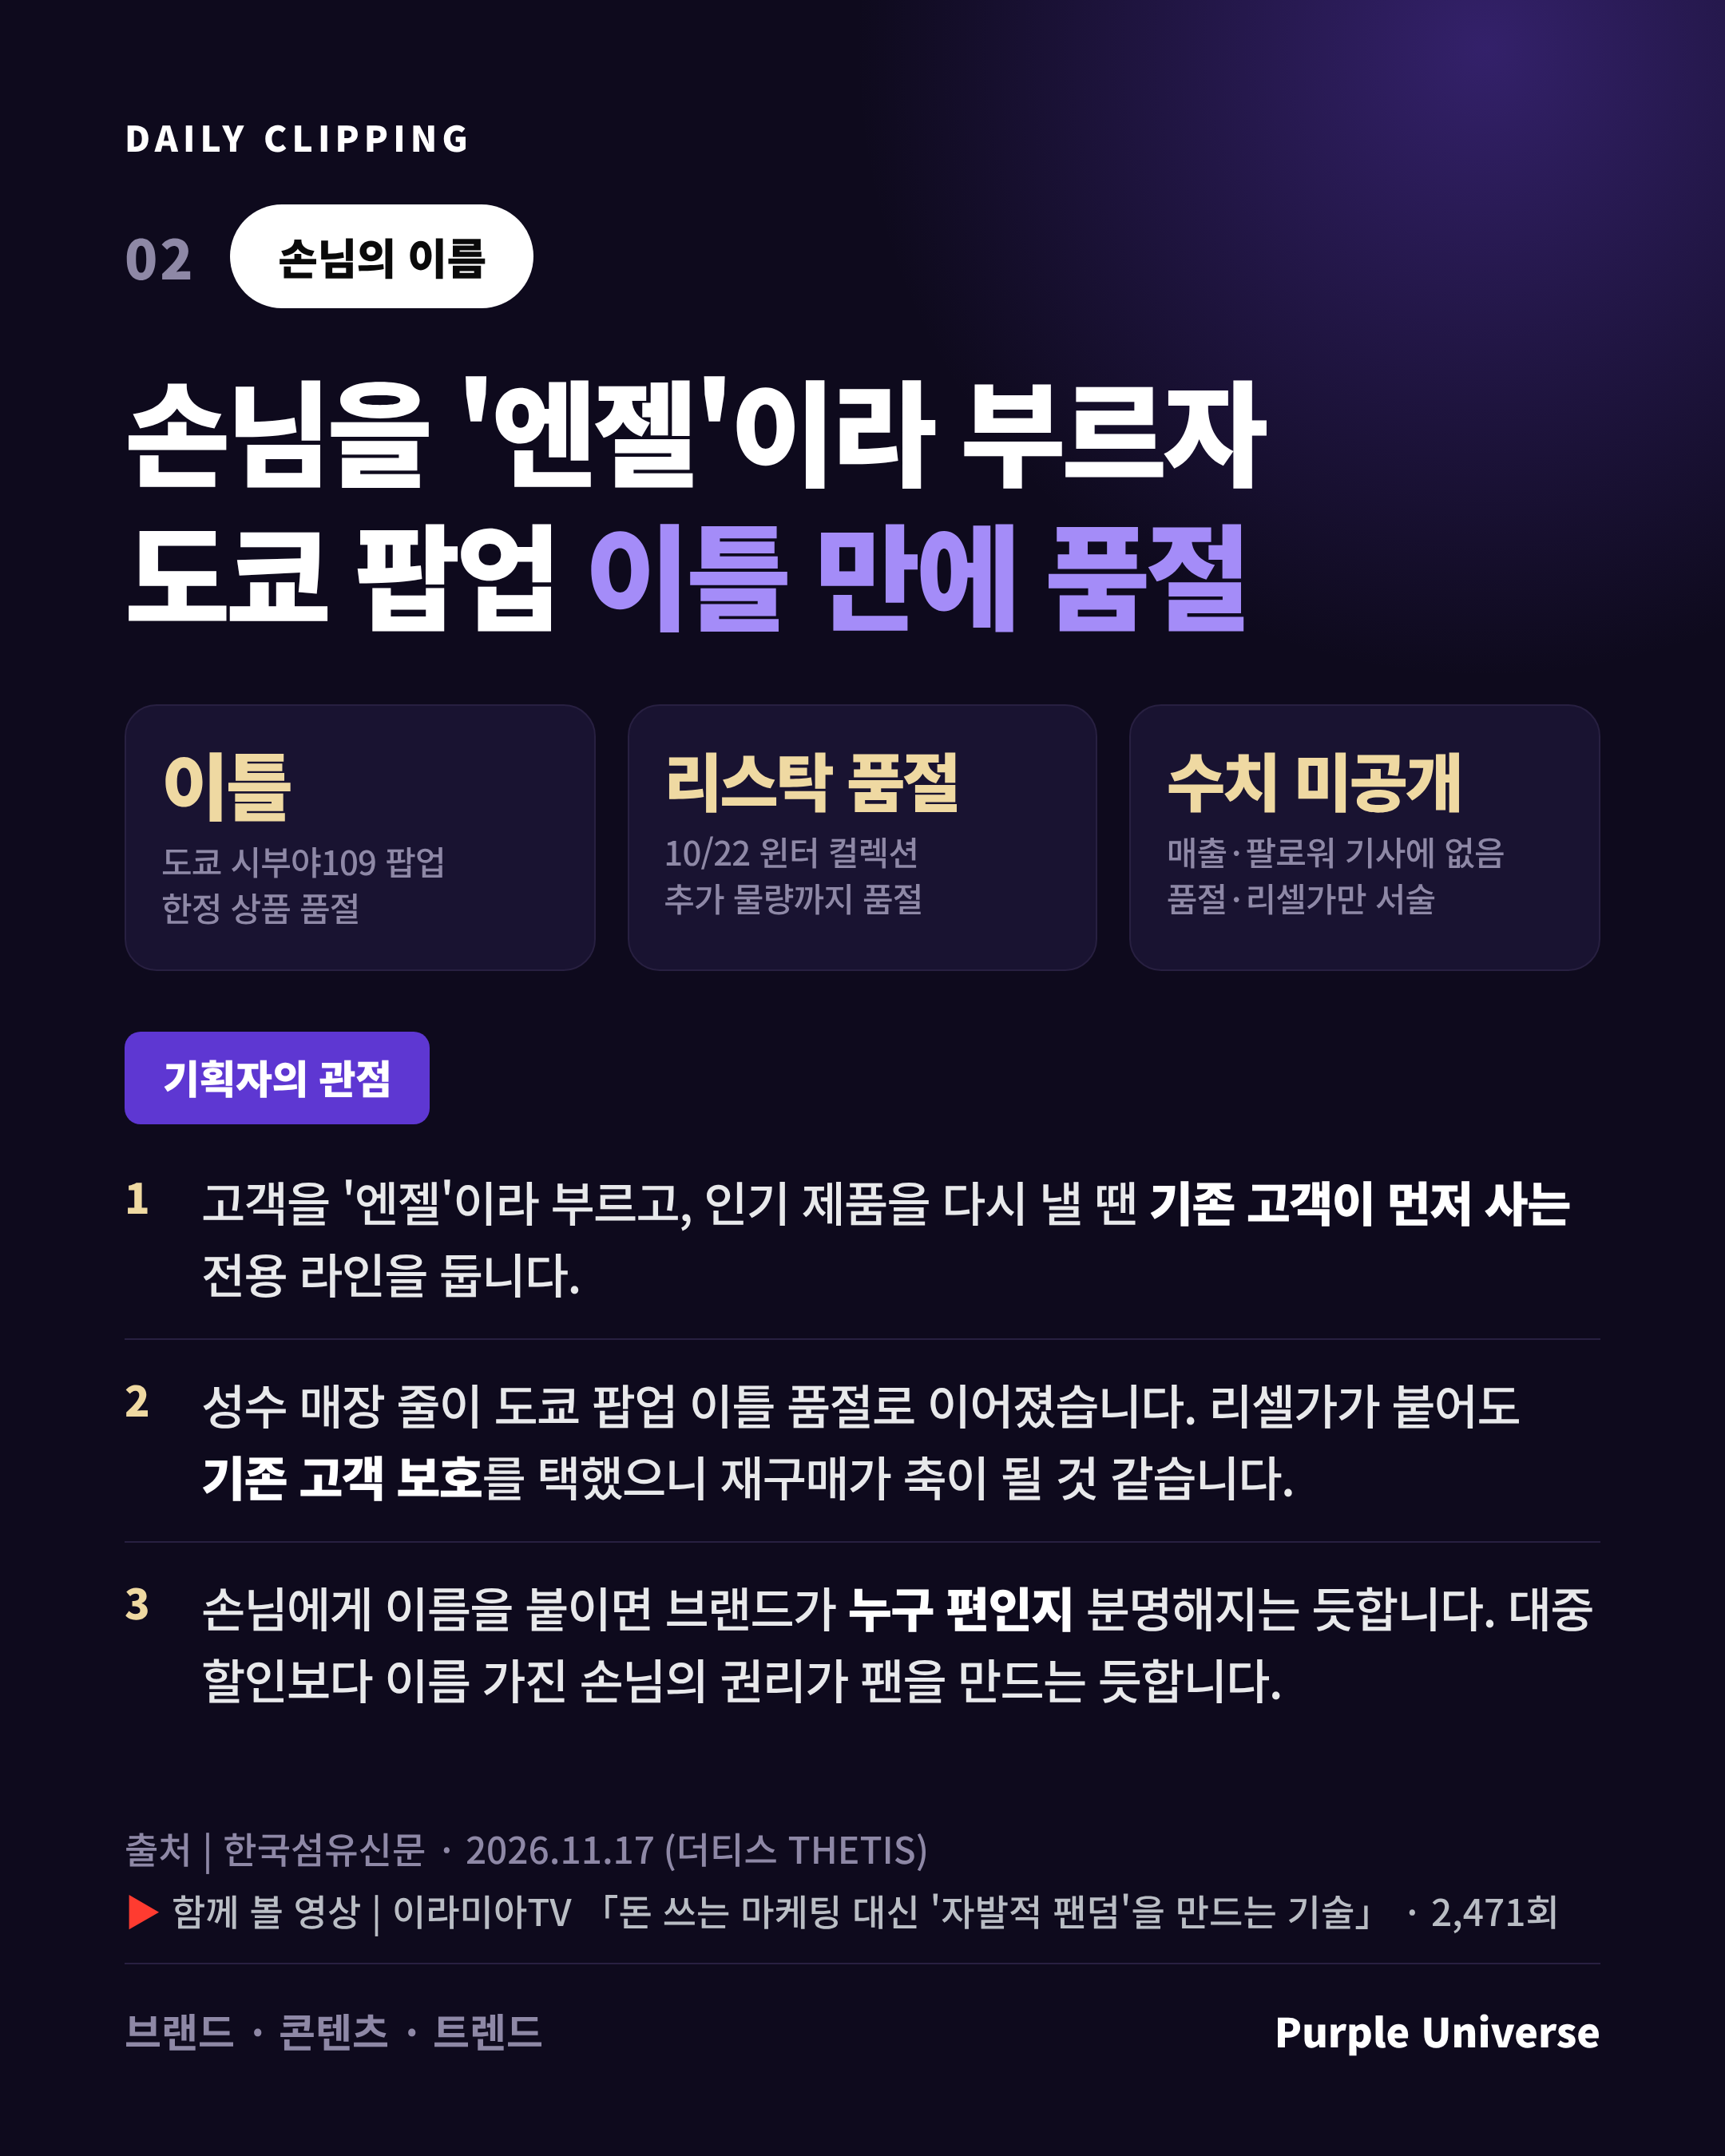 DAILY CLIPPING
02 손님의 이름
손님을 '엔젤'이라 부르자
도쿄 팝업 이틀 만에 품절
이틀
도쿄 시부야109 팝업
한정 상품 품절
리스탁 품절
10/22 윈터 컬렉션
추가 물량까지 품절
수치 미공개
매출·팔로워 기사에 없음
품절·리셀가만 서술
기획자의 관점
1 고객을 '엔젤'이라 부르고, 인기 제품을 다시 낼 땐 기존 고객이 먼저 사는
전용 라인을 둡니다.
2 성수 매장 줄이 도쿄 팝업 이틀 품절로 이어졌습니다. 리셀가가 붙어도
기존 고객 보호를 택했으니 재구매가 축이 될 것 같습니다.
3 손님에게 이름을 붙이면 브랜드가 누구 편인지 분명해지는 듯합니다. 대중
할인보다 이름 가진 손님의 권리가 팬을 만드는 듯합니다.
출처 | 한국섬유신문 · 2026.11.17 (더티스 THETIS)
▶ 함께 볼 영상 | 이라미아TV 「돈 쓰는 마케팅 대신 '자발적 팬덤'을 만드는 기술」 · 2,471회
브랜드 · 콘텐츠 · 트렌드
Purple Universe